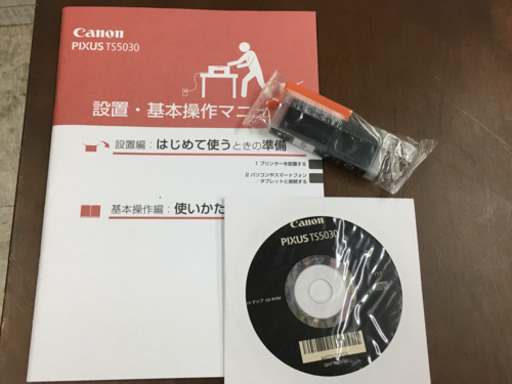 Canon
PIXUS TS5030
設置・基本操作マニ
設置編：はじめて使うときの準備
1 プリンターを設置する
2 パソコンやスマートフォン
／タブレットと接続する
基本操作編：使いかた
Canon
PIXUS TS5030
CD-ROM